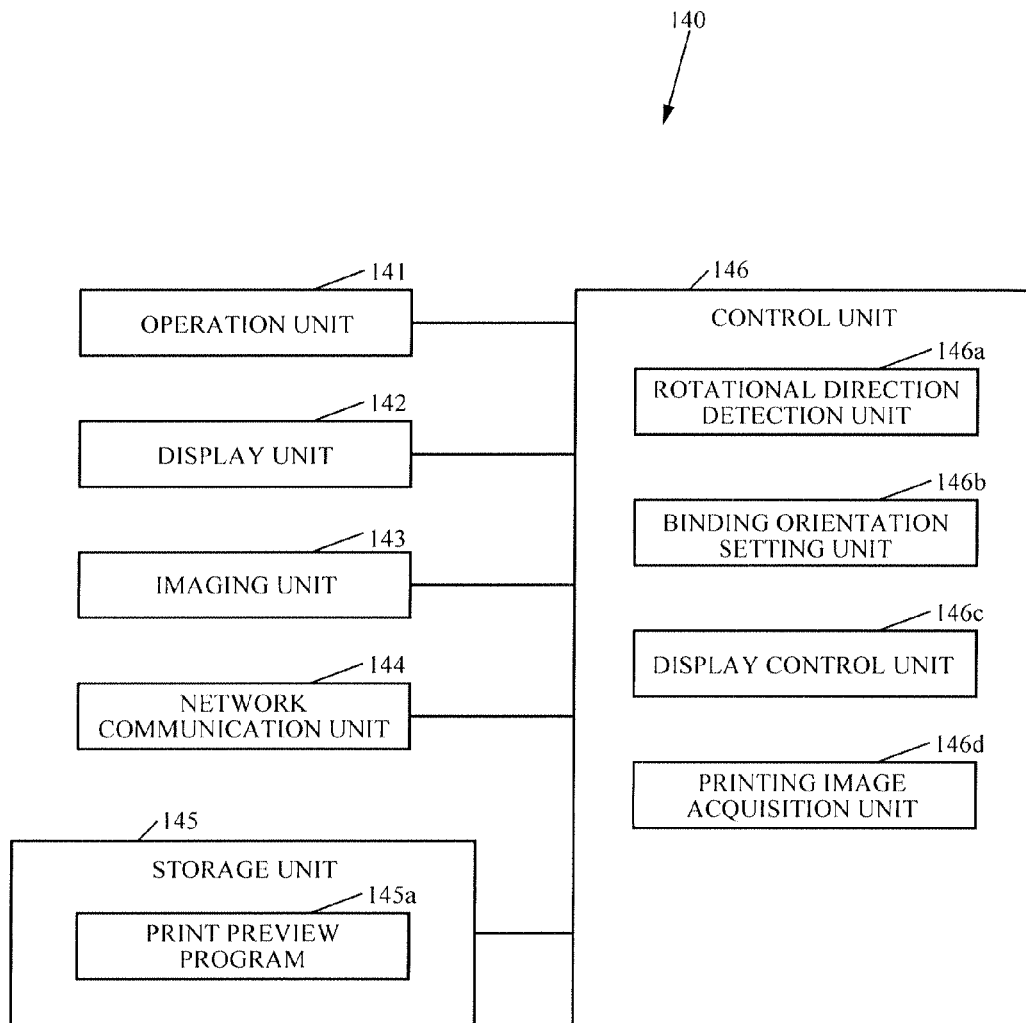 140
141
OPERATION UNIT
142
DISPLAY UNIT
143
IMAGING UNIT
144
NETWORK
COMMUNICATION UNIT
145
STORAGE UNIT
145a
PRINT PREVIEW
PROGRAM
146
CONTROL UNIT
146a
ROTATIONAL DIRECTION
DETECTION UNIT
146b
BINDING ORIENTATION
SETTING UNIT
146c
DISPLAY CONTROL UNIT
146d
PRINTING IMAGE
ACQUISITION UNIT